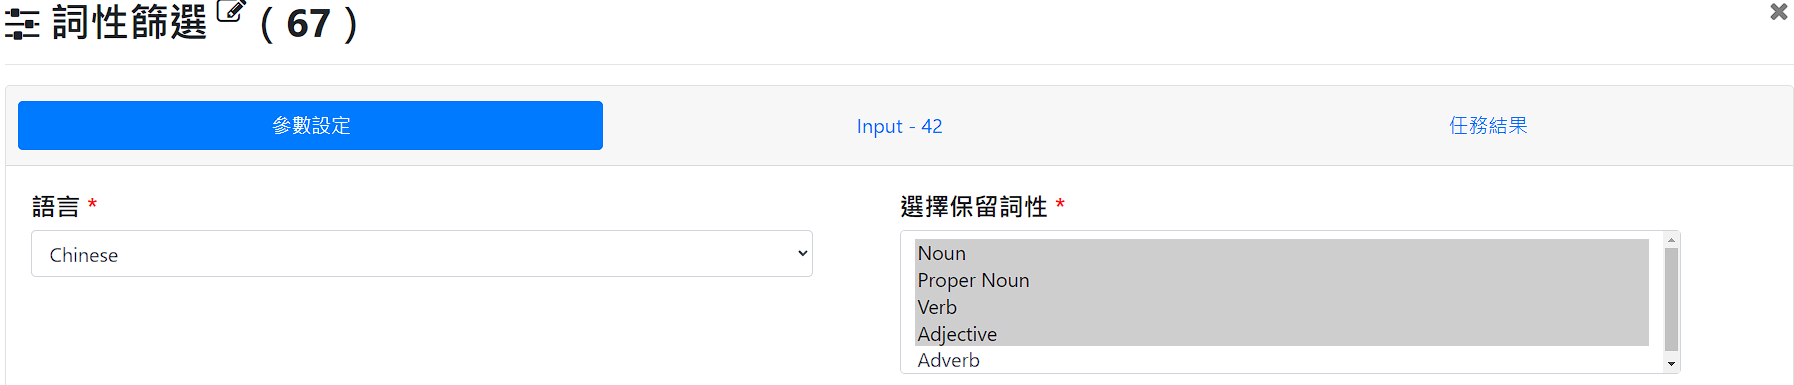 詞性篩選 ( 67 )
參數設定
Input - 42
任務結果
語言 *
Chinese
選擇保留詞性 *
Noun
Proper Noun
Verb
Adjective
Adverb